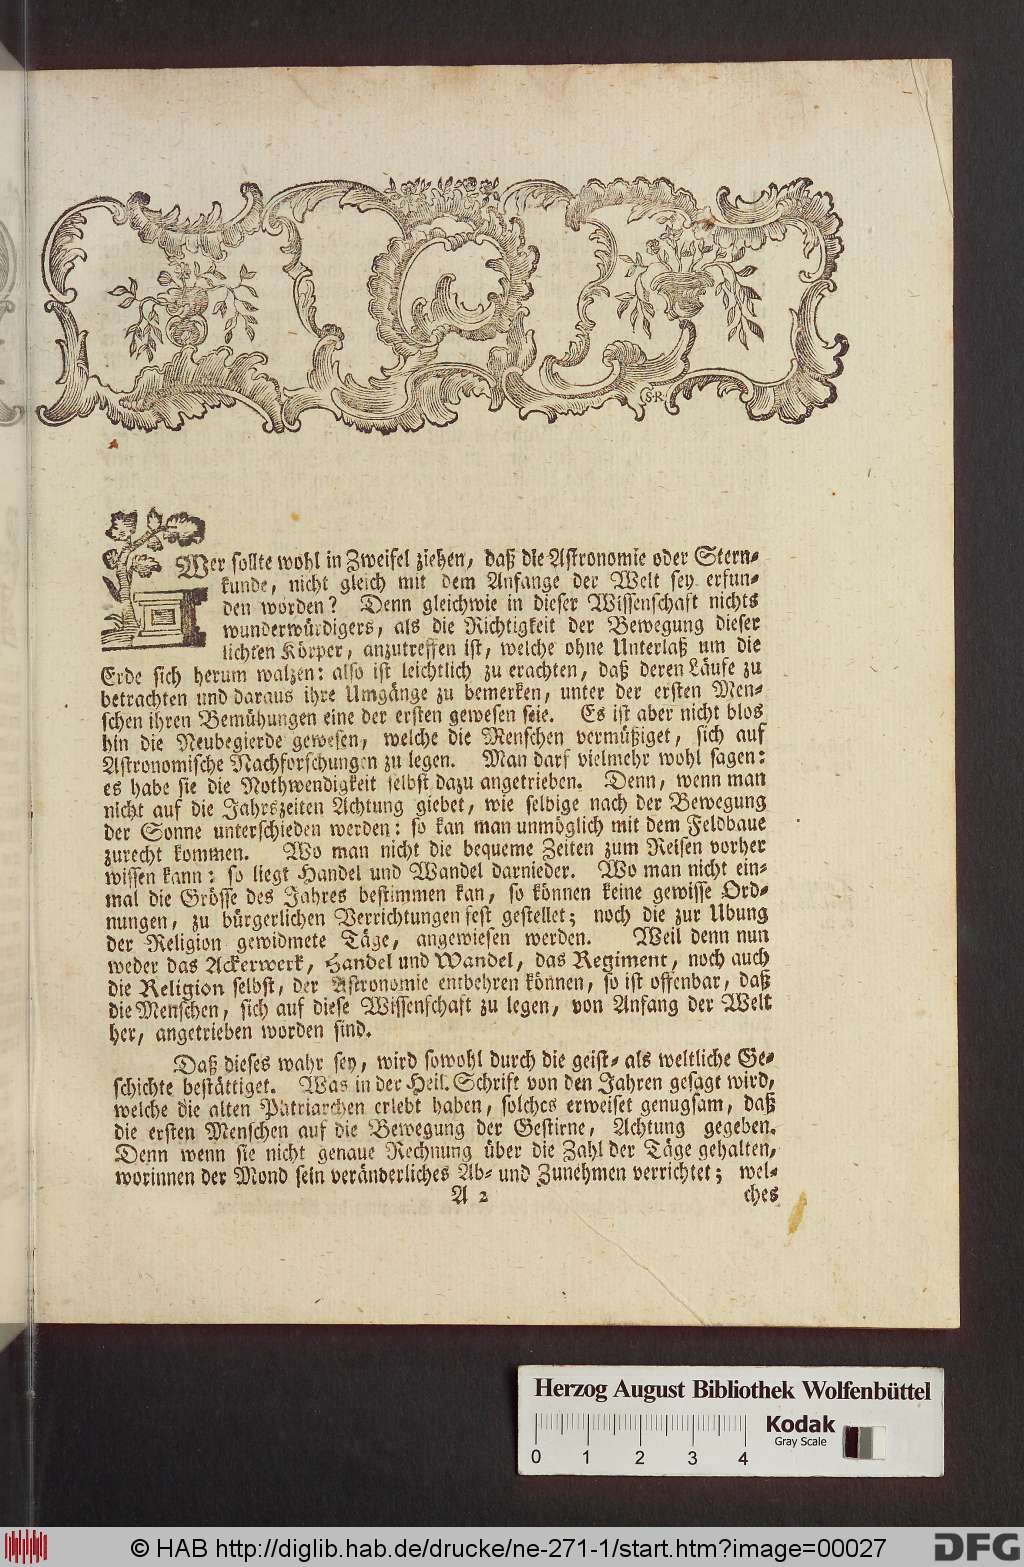 S.R.
Wer sollte wohl in Zweifel ziehen, daß die Astronomie oder Stern-
kunde, nicht gleich mit dem Anfange der Welt sey erfun-
den worden? Denn gleichwie in dieser Wissenschaft nichts
wunderwürdigers, als die Richtigkeit der Bewegung dieser
lichten Körper, anzutreffen ist, welche ohne Unterlaß um die
Erde sich herum walzen: also ist leichtlich zu erachten, daß deren Läufe zu
betrachten und daraus ihre Umgänge zu bemerken, unter der ersten Men-
schen ihren Bemühungen eine der ersten gewesen seie. Es ist aber nicht blos
hin die Neubegierde gewesen, welche die Menschen vermüßiget, sich auf
Astronomische Nachforschungen zu legen. Man darf vielmehr wohl sagen:
es habe sie die Nothwendigkeit selbst dazu angetrieben. Denn, wenn man
nicht auf die Jahrszeiten Achtung giebet, wie selbige nach der Bewegung
der Sonne unterschieden werden: so kan man unmöglich mit dem Feldbaue
zurecht kommen. Wo man nicht die bequeme Zeiten zum Reisen vorher
wissen kann: so liegt Handel und Wandel darnieder. Wo man nicht ein-
mal die Grösse des Jahres bestimmen kan, so können keine gewisse Ord-
nungen, zu bürgerlichen Verrichtungen fest gestellet; noch die zur Ubung
der Religion gewidmete Täge, angewiesen werden. Weil denn nun
weder das Ackerwerk, Handel und Wandel, das Regiment, noch auch
die Religion selbst, der Astronomie entbehren können, so ist offenbar, daß
die Menschen, sich auf diese Wissenschaft zu legen, von Anfang der Welt
her, angetrieben worden sind.
Daß dieses wahr sey, wird sowohl durch die geist- als weltliche Ge-
schichte bestättiget. Was in der Heil. Schrift von den Jahren gesagt wird,
welche die alten Patriarchen erlebt haben, solches erweiset genugsam, daß
die ersten Menschen auf die Bewegung der Gestirne, Achtung gegeben.
Denn wenn sie nicht genaue Rechnung über die Zahl der Täge gehalten,
worinnen der Mond sein veränderliches Ab- und Zunehmen verrichtet; wel-
A 2 ches
Herzog August Bibliothek Wolfenbüttel
Kodak
Gray Scale
0 1 2 3 4
© HAB http://diglib.hab.de/drucke/ne-271-1/start.htm?image=00027
DFG